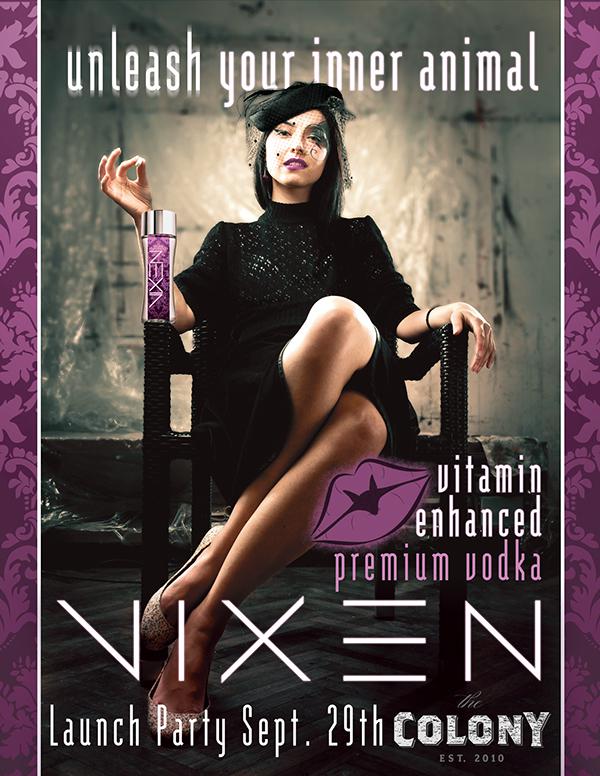 unleash your inner animal
VIXEN
vitamin
enhanced
premium vodka
VIXEN
Launch Party Sept. 29th
the
COLONY
EST. 2010